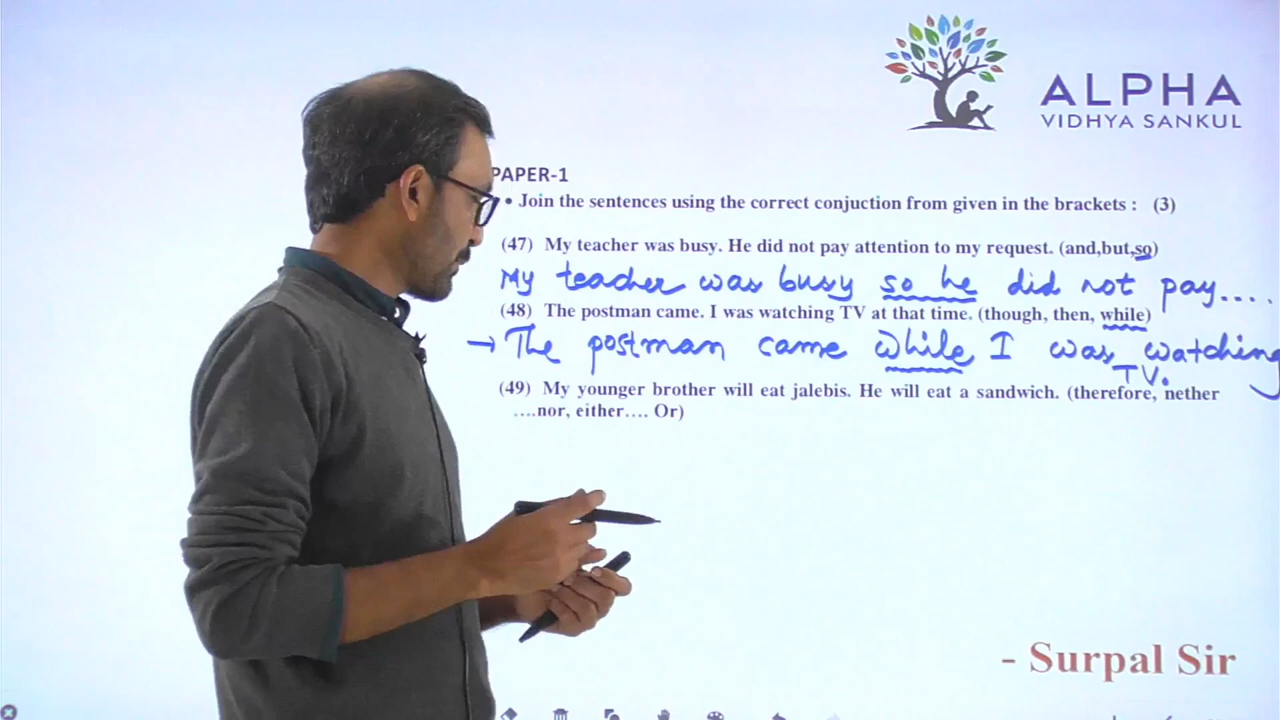 ALPHA
VIDHYA SANKUL
PAPER-1
• Join the sentences using the correct conjuction from given in the brackets : (3)
(47) My teacher was busy. He did not pay attention to my request. (and,but,so)
My teacher was busy so he did not pay....
(48) The postman came. I was watching TV at that time. (though, then, while)
→ The postman came while I was watching
TV.
(49) My younger brother will eat jalebis. He will eat a sandwich. (therefore, nether
….nor, either…. Or)
- Surpal Sir